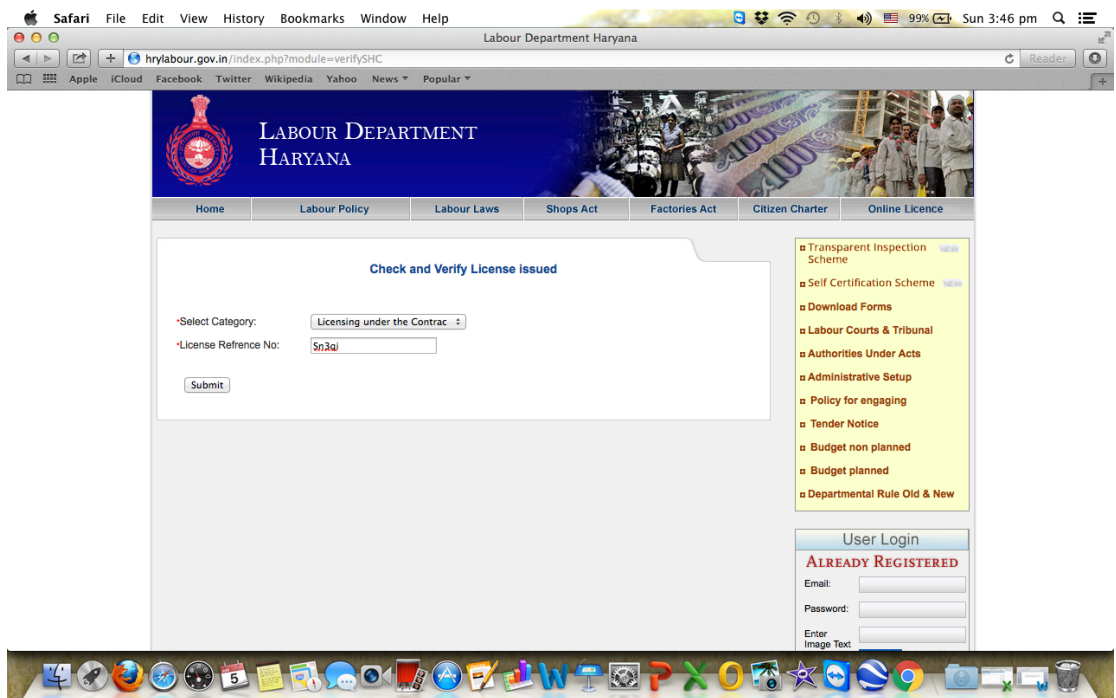 Safari File Edit View History Bookmarks Window Help 99% Sun 3:46 pm
Labour Department Haryana
hrylabour.gov.in/index.php?module=verifySHC Reader
Apple iCloud Facebook Twitter Wikipedia Yahoo News Popular
LABOUR DEPARTMENT
HARYANA
Home Labour Policy Labour Laws Shops Act Factories Act Citizen Charter Online Licence
Check and Verify License issued
*Select Category: Licensing under the Contrac
*License Refrence No: Sn3qi
Submit
Transparent Inspection Scheme NEW
Self Certification Scheme NEW
Download Forms
Labour Courts & Tribunal
Authorities Under Acts
Administrative Setup
Policy for engaging
Tender Notice
Budget non planned
Budget planned
Departmental Rule Old & New
User Login
ALREADY REGISTERED
Email:
Password:
Enter
Image Text
5